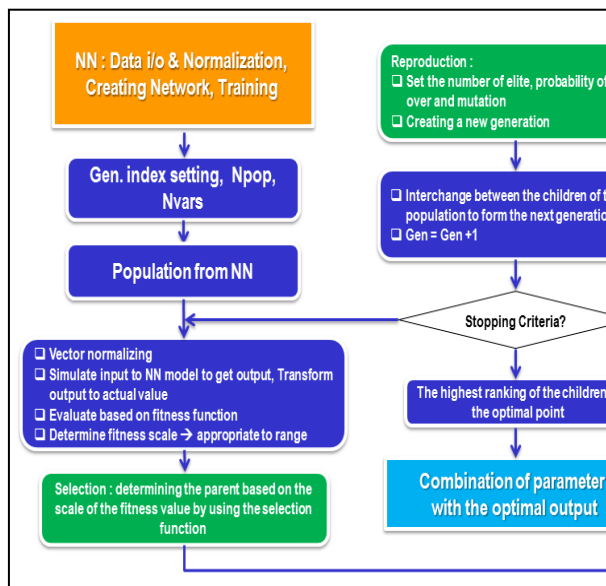 NN : Data i/o & Normalization,
Creating Network, Training
Gen. index setting, Npop,
Nvars
Population from NN
❑ Vector normalizing
❑ Simulate input to NN model to get output, Transform
output to actual value
❑ Evaluate based on fitness function
❑ Determine fitness scale → appropriate to range
Selection : determining the parent based on the
scale of the fitness value by using the selection
function
Reproduction :
❑ Set the number of elite, probability of
over and mutation
❑ Creating a new generation
❑ Interchange between the children of
population to form the next generation
❑ Gen = Gen +1
Stopping Criteria?
The highest ranking of the children
the optimal point
Combination of parameter
with the optimal output